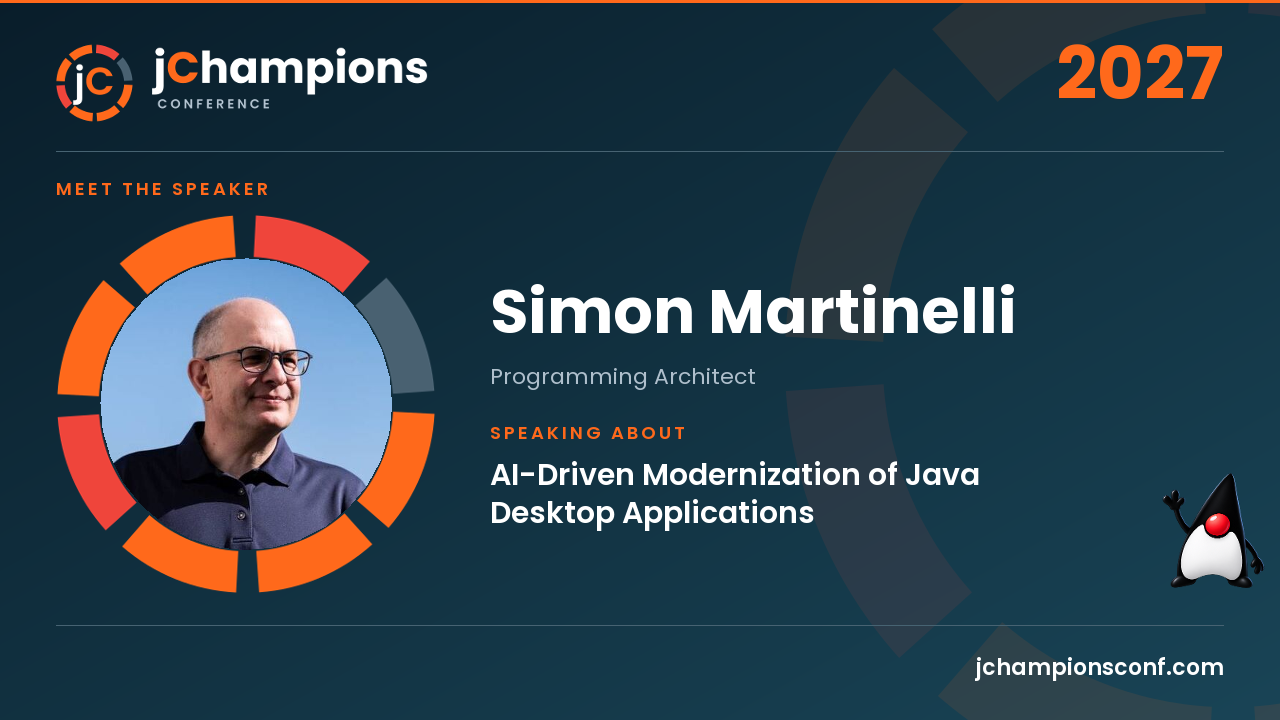 jC
jChampions
CONFERENCE
2027
MEET THE SPEAKER
Simon Martinelli
Programming Architect
SPEAKING ABOUT
AI-Driven Modernization of Java
Desktop Applications
jchampionsconf.com